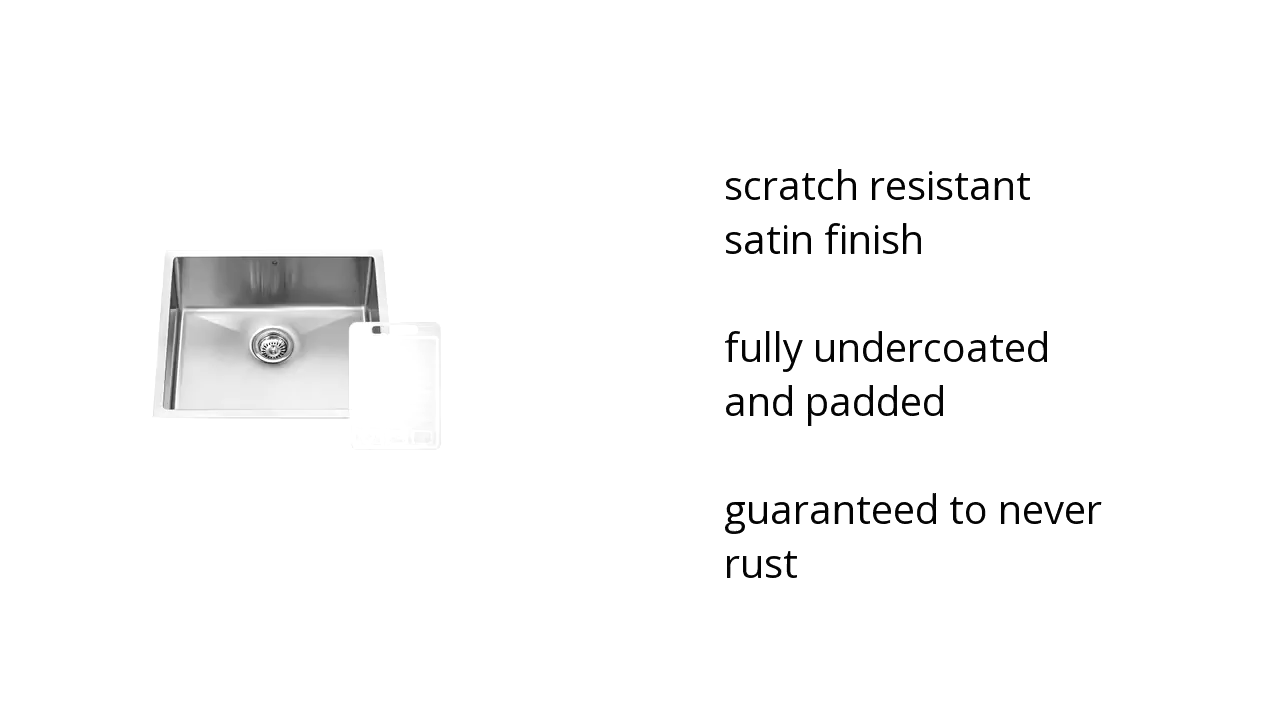 scratch resistant
satin finish
fully undercoated
and padded
guaranteed to never
rust